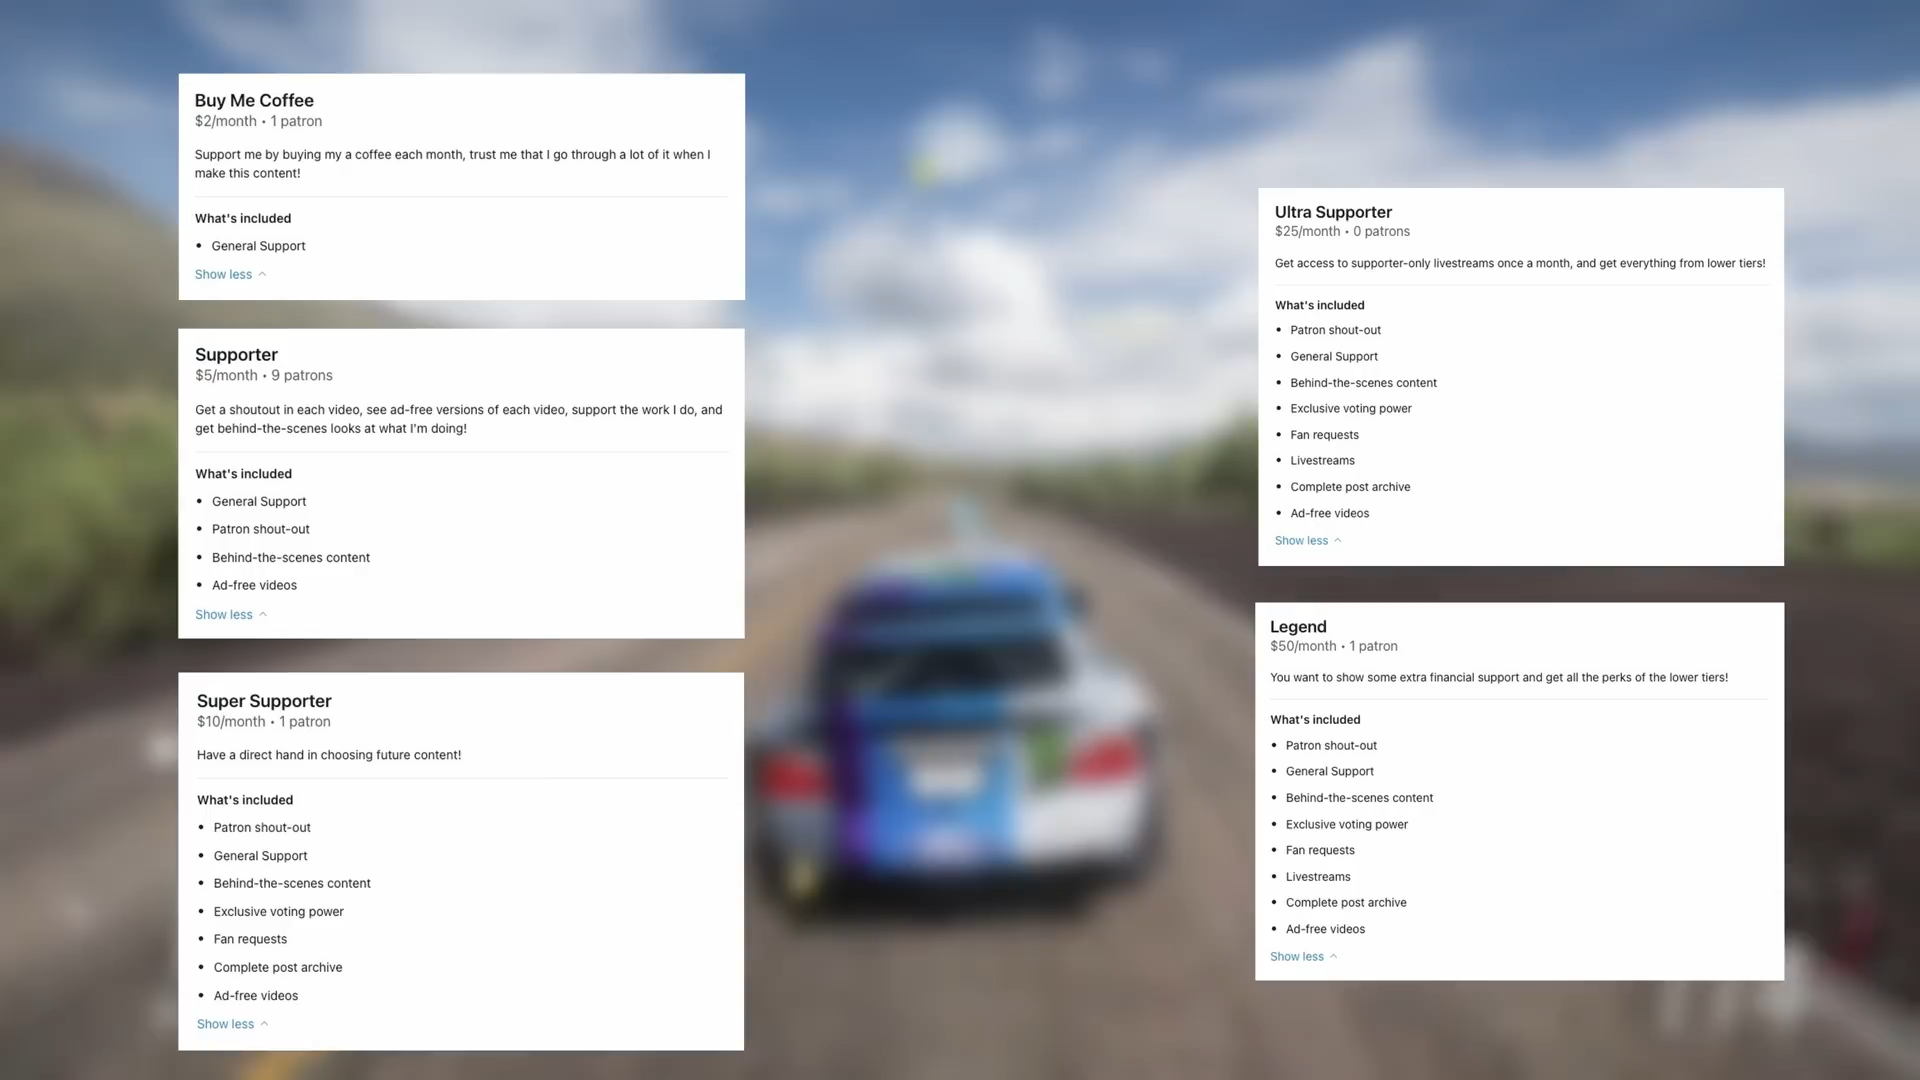 Buy Me Coffee
$2/month • 1 patron
Support me by buying my a coffee each month, trust me that I go through a lot of it when I
make this content!
What's included
• General Support
Show less
Supporter
$5/month • 9 patrons
Get a shoutout in each video, see ad-free versions of each video, support the work I do, and
get behind-the-scenes looks at what I'm doing!
What's included
• General Support
• Patron shout-out
• Behind-the-scenes content
• Ad-free videos
Show less
Super Supporter
$10/month • 1 patron
Have a direct hand in choosing future content!
What's included
• Patron shout-out
• General Support
• Behind-the-scenes content
• Exclusive voting power
• Fan requests
• Complete post archive
• Ad-free videos
Show less
Ultra Supporter
$25/month • 0 patrons
Get access to supporter-only livestreams once a month, and get everything from lower tiers!
What's included
• Patron shout-out
• General Support
• Behind-the-scenes content
• Exclusive voting power
• Fan requests
• Livestreams
• Complete post archive
• Ad-free videos
Show less
Legend
$50/month • 1 patron
You want to show some extra financial support and get all the perks of the lower tiers!
What's included
• Patron shout-out
• General Support
• Behind-the-scenes content
• Exclusive voting power
• Fan requests
• Livestreams
• Complete post archive
• Ad-free videos
Show less